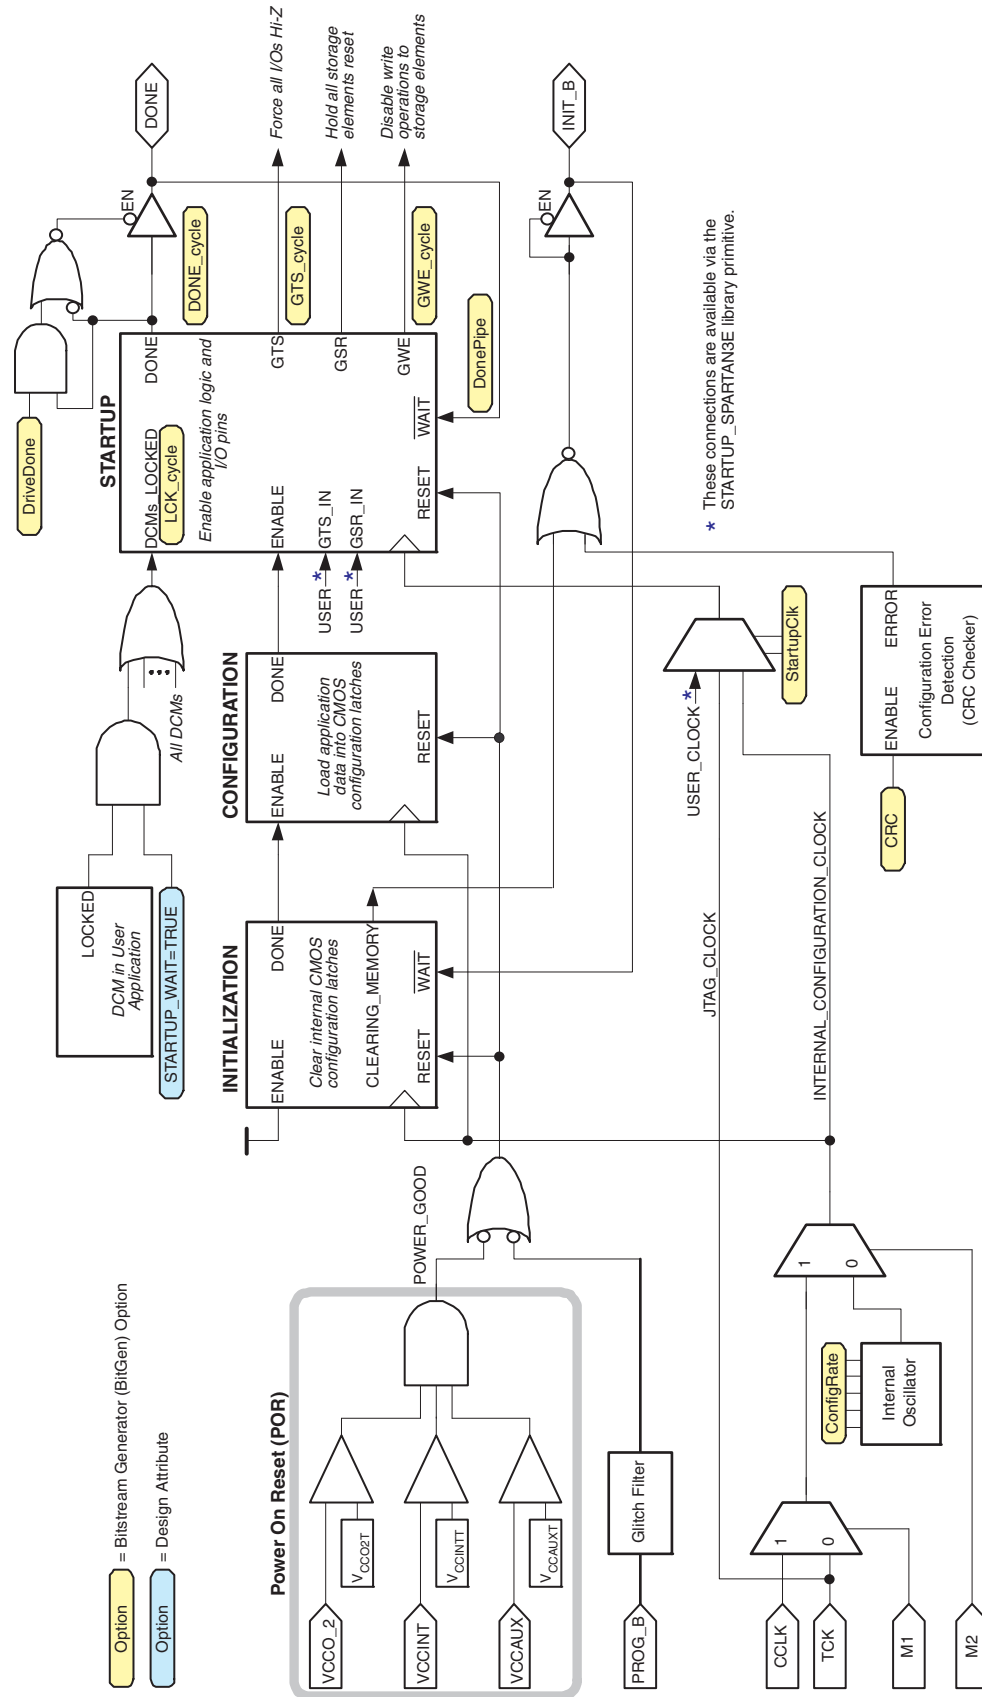 Option = Bitstream Generator (BitGen) Option
Option = Design Attribute
Power On Reset (POR)
VCCO_2
VCCO2T
VCCINT
VCCINTT
VCCAUX
VCCAUXT
POWER_GOOD
PROG_B
Glitch Filter
CCLK
TCK
M1
M2
1
0
ConfigRate
Internal
Oscillator
1
0
INTERNAL_CONFIGURATION_CLOCK
JTAG_CLOCK
DCM in User
Application
LOCKED
STARTUP_WAIT=TRUE
All DCMs
INITIALIZATION
ENABLE
DONE
Clear internal CMOS
configuration latches
CLEARING_MEMORY
RESET
WAIT
CONFIGURATION
ENABLE
DONE
Load application
data into CMOS
configuration latches
RESET
USER_CLOCK *
StartupClk
CRC
ENABLE
ERROR
Configuration Error
Detection
(CRC Checker)
DriveDone
STARTUP
DCMs_LOCKED
LCK_cycle
DONE
Enable application logic and
I/O pins
ENABLE
GTS
USER * GTS_IN
USER * GSR_IN
GSR
GWE
RESET
WAIT
DonePipe
DONE_cycle
GTS_cycle
GWE_cycle
EN
DONE
Force all I/Os Hi-Z
Hold all storage
elements reset
Disable write
operations to
storage elements
EN
INIT_B
* These connections are available via the
STARTUP_SPARTAN3E library primitive.